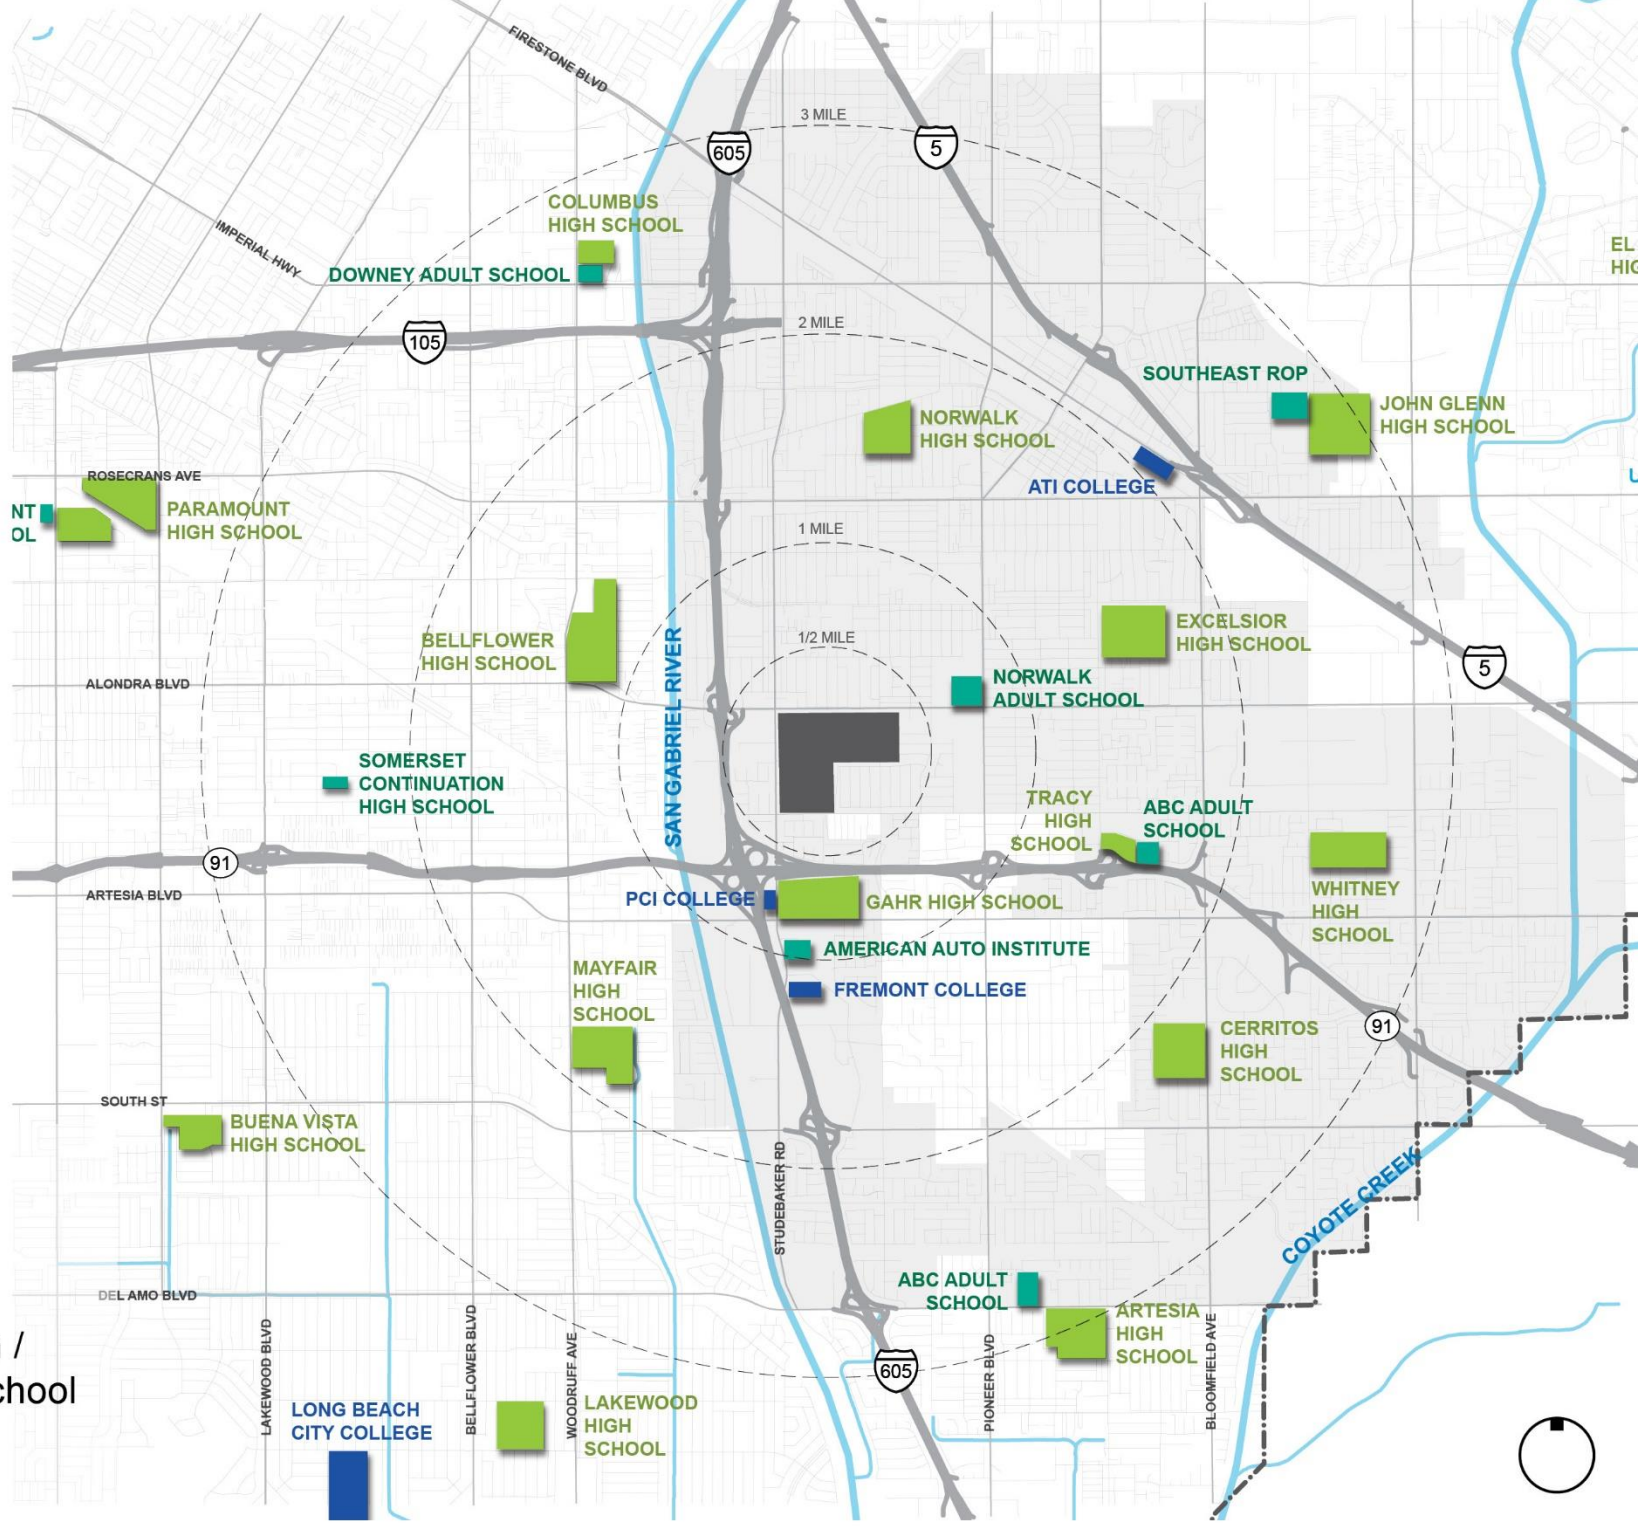 FIRESTONE BLVD
3 MILE
605
5
COLUMBUS
HIGH SCHOOL
IMPERIAL HWY
DOWNEY ADULT SCHOOL
EL
HIG
2 MILE
105
SOUTHEAST ROP
NORWALK
HIGH SCHOOL
JOHN GLENN
HIGH SCHOOL
ATI COLLEGE
ROSECRANS AVE
PARAMOUNT
HIGH SCHOOL
NT
OL
1 MILE
BELLFLOWER
HIGH SCHOOL
1/2 MILE
EXCELSIOR
HIGH SCHOOL
5
NORWALK
ADULT SCHOOL
ALONDRA BLVD
SAN GABRIEL RIVER
SOMERSET
CONTINUATION
HIGH SCHOOL
TRACY
HIGH
SCHOOL
ABC ADULT
SCHOOL
91
ARTESIA BLVD
PCI COLLEGE
GAHR HIGH SCHOOL
WHITNEY
HIGH
SCHOOL
AMERICAN AUTO INSTITUTE
FREMONT COLLEGE
MAYFAIR
HIGH
SCHOOL
91
CERRITOS
HIGH
SCHOOL
SOUTH ST
BUENA VISTA
HIGH SCHOOL
STUDEBAKER RD
COYOTE CREEK
DEL AMO BLVD
ABC ADULT
SCHOOL
ARTESIA
HIGH
SCHOOL
/
chool
LAKEWOOD BLVD
BELLFLOWER BLVD
WOODRUFF AVE
605
PIONEER BLVD
BLOOMFIELD AVE
LONG BEACH
CITY COLLEGE
LAKEWOOD
HIGH
SCHOOL